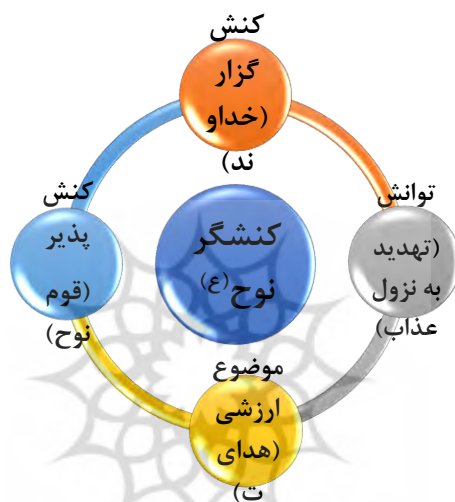 کنش
گزار
(خداو
ند)
توانش
(تهدید
به نزول
عذاب)
کنشگر
نوح(ع)
کنش
پذیر
(قوم
نوح)
موضوع
ارزشی
(هدای
ت)